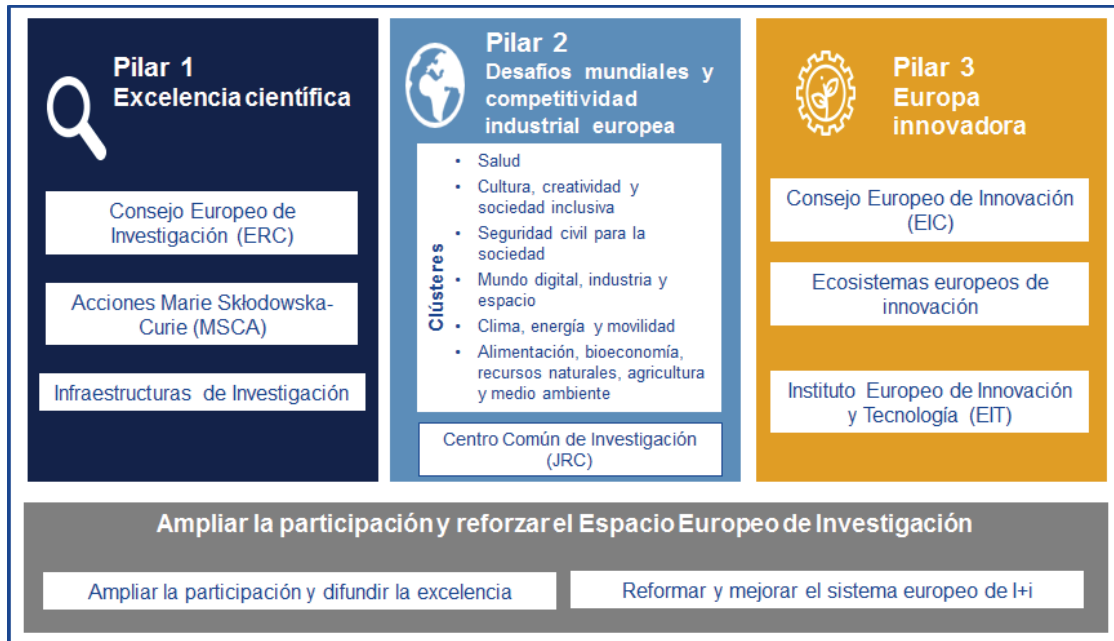 Pilar 1
Excelencia científica
Consejo Europeo de
Investigación (ERC)
Acciones Marie Skłodowska-
Curie (MSCA)
Infraestructuras de Investigación
Pilar 2
Desafíos mundiales y
competitividad
industrial europea
Clústeres
• Salud
• Cultura, creatividad y
sociedad inclusiva
• Seguridad civil para la
sociedad
• Mundo digital, industria y
espacio
• Clima, energía y movilidad
• Alimentación, bioeconomía,
recursos naturales, agricultura
y medio ambiente
Centro Común de Investigación
(JRC)
Pilar 3
Europa
innovadora
Consejo Europeo de Innovación
(EIC)
Ecosistemas europeos de
innovación
Instituto Europeo de Innovación
y Tecnología (EIT)
Ampliar la participación y reforzar el Espacio Europeo de Investigación
Ampliar la participación y difundir la excelencia
Reformar y mejorar el sistema europeo de I+i